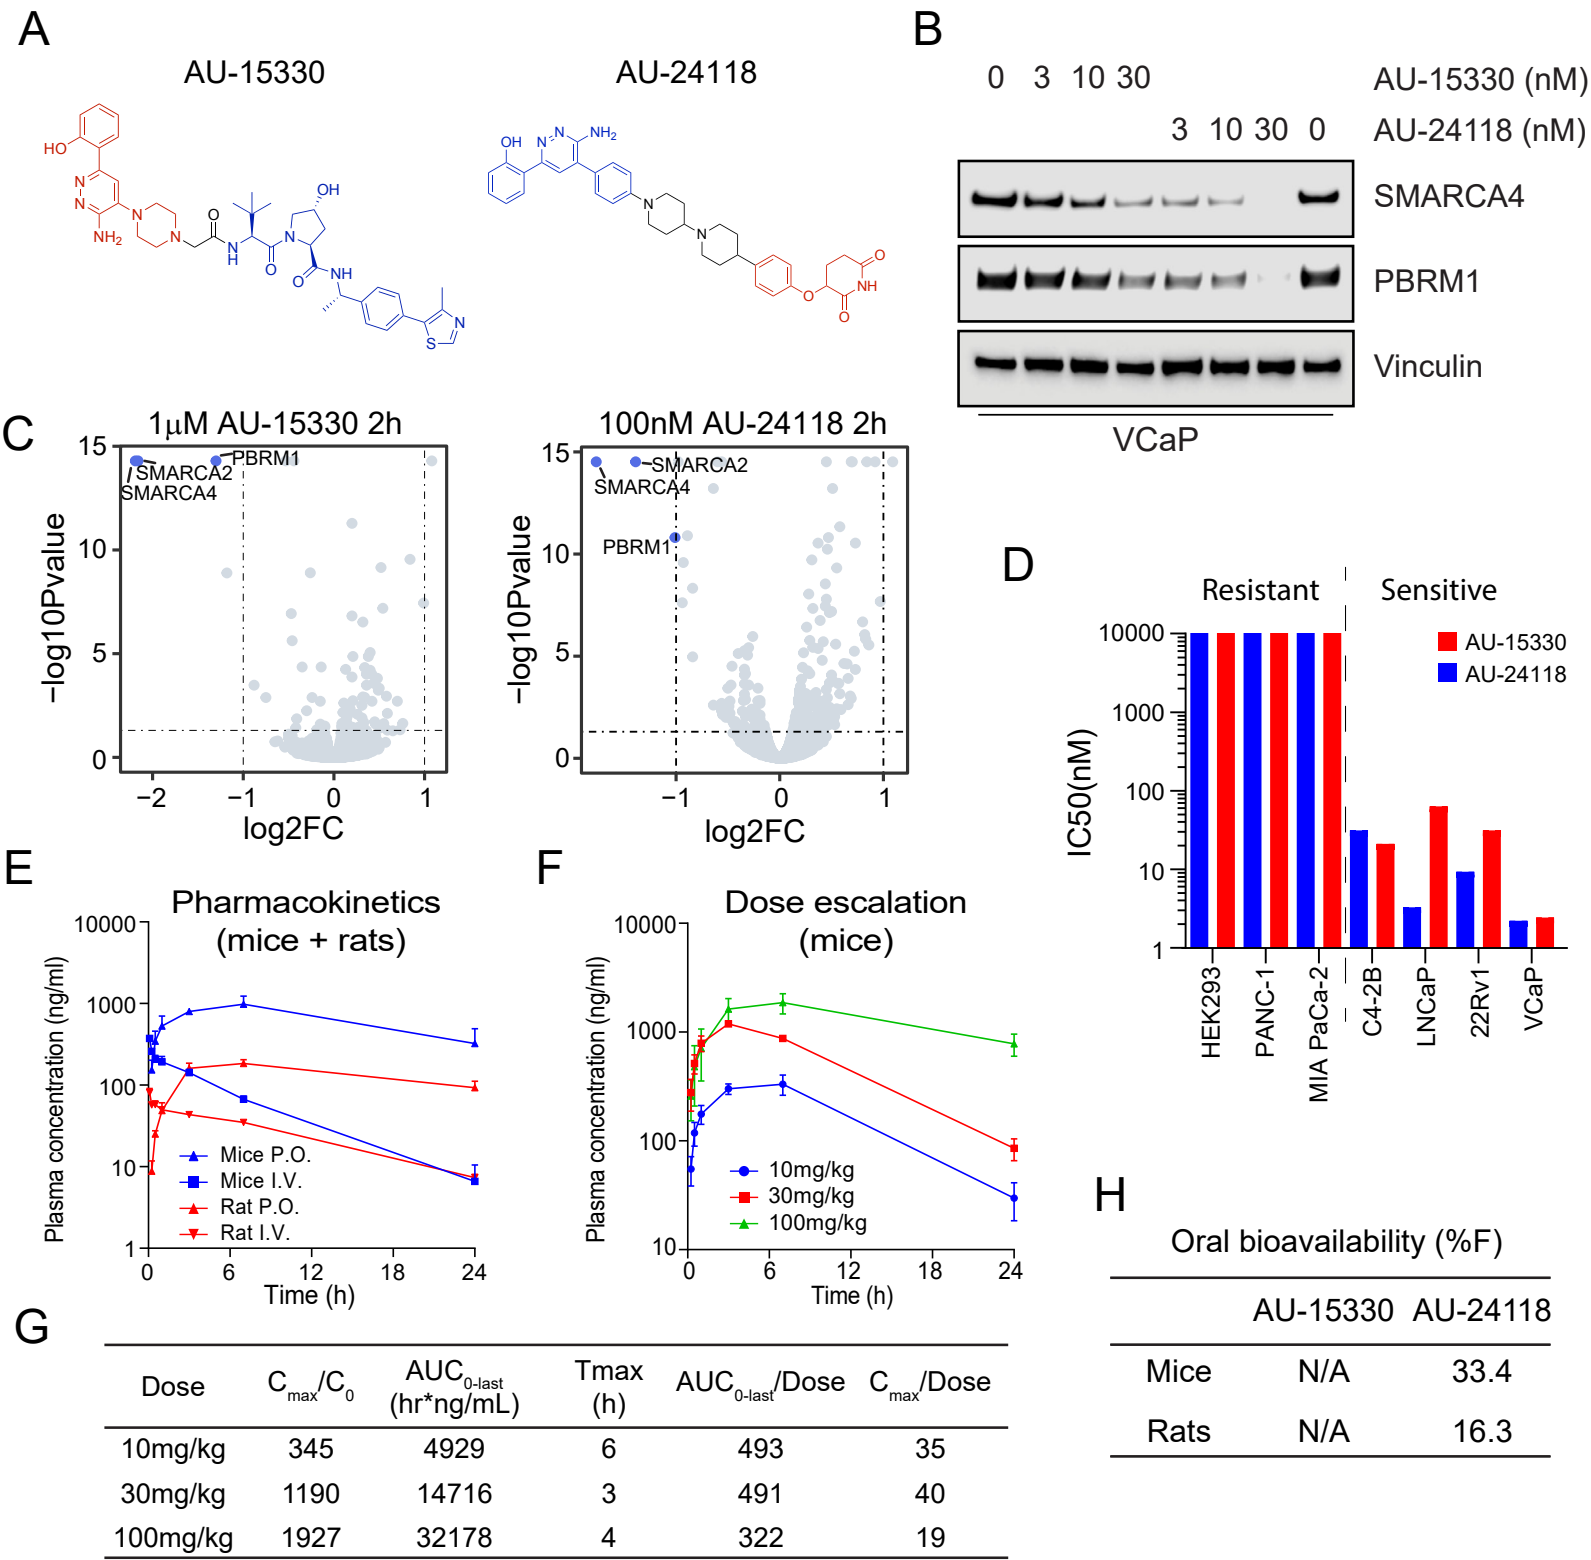 A
AU-15330
AU-24118
HO
N
N
NH2
N
N
O
N
H
O
N
OH
O
NH
S
N
OH
N
N
NH2
N
N
O
O
NH
O
B
0 3 10 30 AU-15330 (nM)
3 10 30 0 AU-24118 (nM)
SMARCA4
PBRM1
Vinculin
VCaP
C
1μM AU-15330 2h
15
10
5
0
−log10Pvalue
PBRM1
SMARCA2
SMARCA4
−2 −1 0 1
log2FC
100nM AU-24118 2h
15
10
5
0
−log10Pvalue
SMARCA2
SMARCA4
PBRM1
−1 0 1
log2FC
D
Resistant Sensitive
AU-15330
AU-24118
10000
1000
100
10
1
IC50(nM)
HEK293
PANC-1
MIA PaCa-2
C4-2B
LNCaP
22Rv1
VCaP
E
Pharmacokinetics
(mice + rats)
10000
1000
100
10
1
Plasma concentration (ng/ml)
Mice P.O.
Mice I.V.
Rat P.O.
Rat I.V.
0 6 12 18 24
Time (h)
F
Dose escalation
(mice)
10000
1000
100
10
Plasma concentration (ng/ml)
10mg/kg
30mg/kg
100mg/kg
0 6 12 18 24
Time (h)
G
Dose Cmax/C0 AUC0-last (hr*ng/mL) Tmax (h) AUC0-last/Dose Cmax/Dose
10mg/kg 345 4929 6 493 35
30mg/kg 1190 14716 3 491 40
100mg/kg 1927 32178 4 322 19
H
Oral bioavailability (%F)
AU-15330 AU-24118
Mice N/A 33.4
Rats N/A 16.3